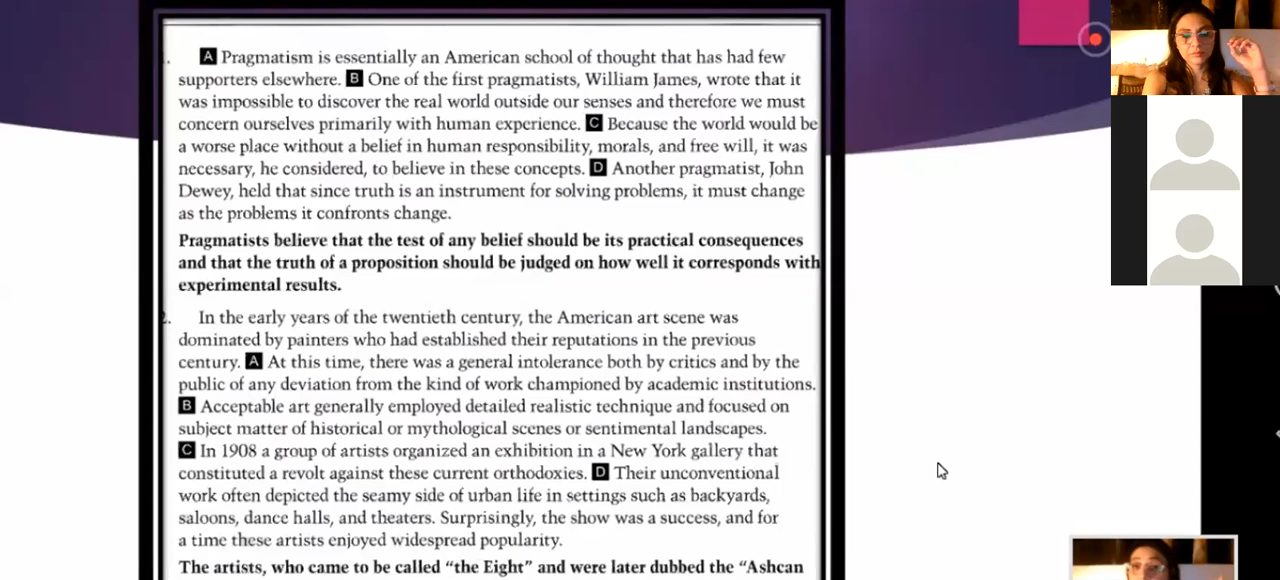 A Pragmatism is essentially an American school of thought that has had few
supporters elsewhere. B One of the first pragmatists, William James, wrote that it
was impossible to discover the real world outside our senses and therefore we must
concern ourselves primarily with human experience. C Because the world would be
a worse place without a belief in human responsibility, morals, and free will, it was
necessary, he considered, to believe in these concepts. D Another pragmatist, John
Dewey, held that since truth is an instrument for solving problems, it must change
as the problems it confronts change.
Pragmatists believe that the test of any belief should be its practical consequences
and that the truth of a proposition should be judged on how well it corresponds with
experimental results.
In the early years of the twentieth century, the American art scene was
dominated by painters who had established their reputations in the previous
century. A At this time, there was a general intolerance both by critics and by the
public of any deviation from the kind of work championed by academic institutions.
B Acceptable art generally employed detailed realistic technique and focused on
subject matter of historical or mythological scenes or sentimental landscapes.
C In 1908 a group of artists organized an exhibition in a New York gallery that
constituted a revolt against these current orthodoxies. D Their unconventional
work often depicted the seamy side of urban life in settings such as backyards,
saloons, dance halls, and theaters. Surprisingly, the show was a success, and for
a time these artists enjoyed widespread popularity.
The artists, who came to be called “the Eight” and were later dubbed the “Ashcan